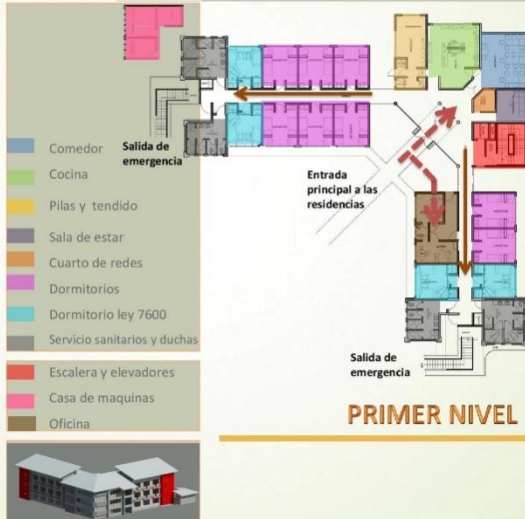 Comedor
Cocina
Pilas y tendido
Sala de estar
Cuarto de redes
Dormitorios
Dormitorio ley 7600
Servicio sanitarios y duchas
Escalera y elevadores
Casa de maquinas
Oficina
Salida de
emergencia
Entrada
principal a las
residencias
Salida de
emergencia
PRIMER NIVEL